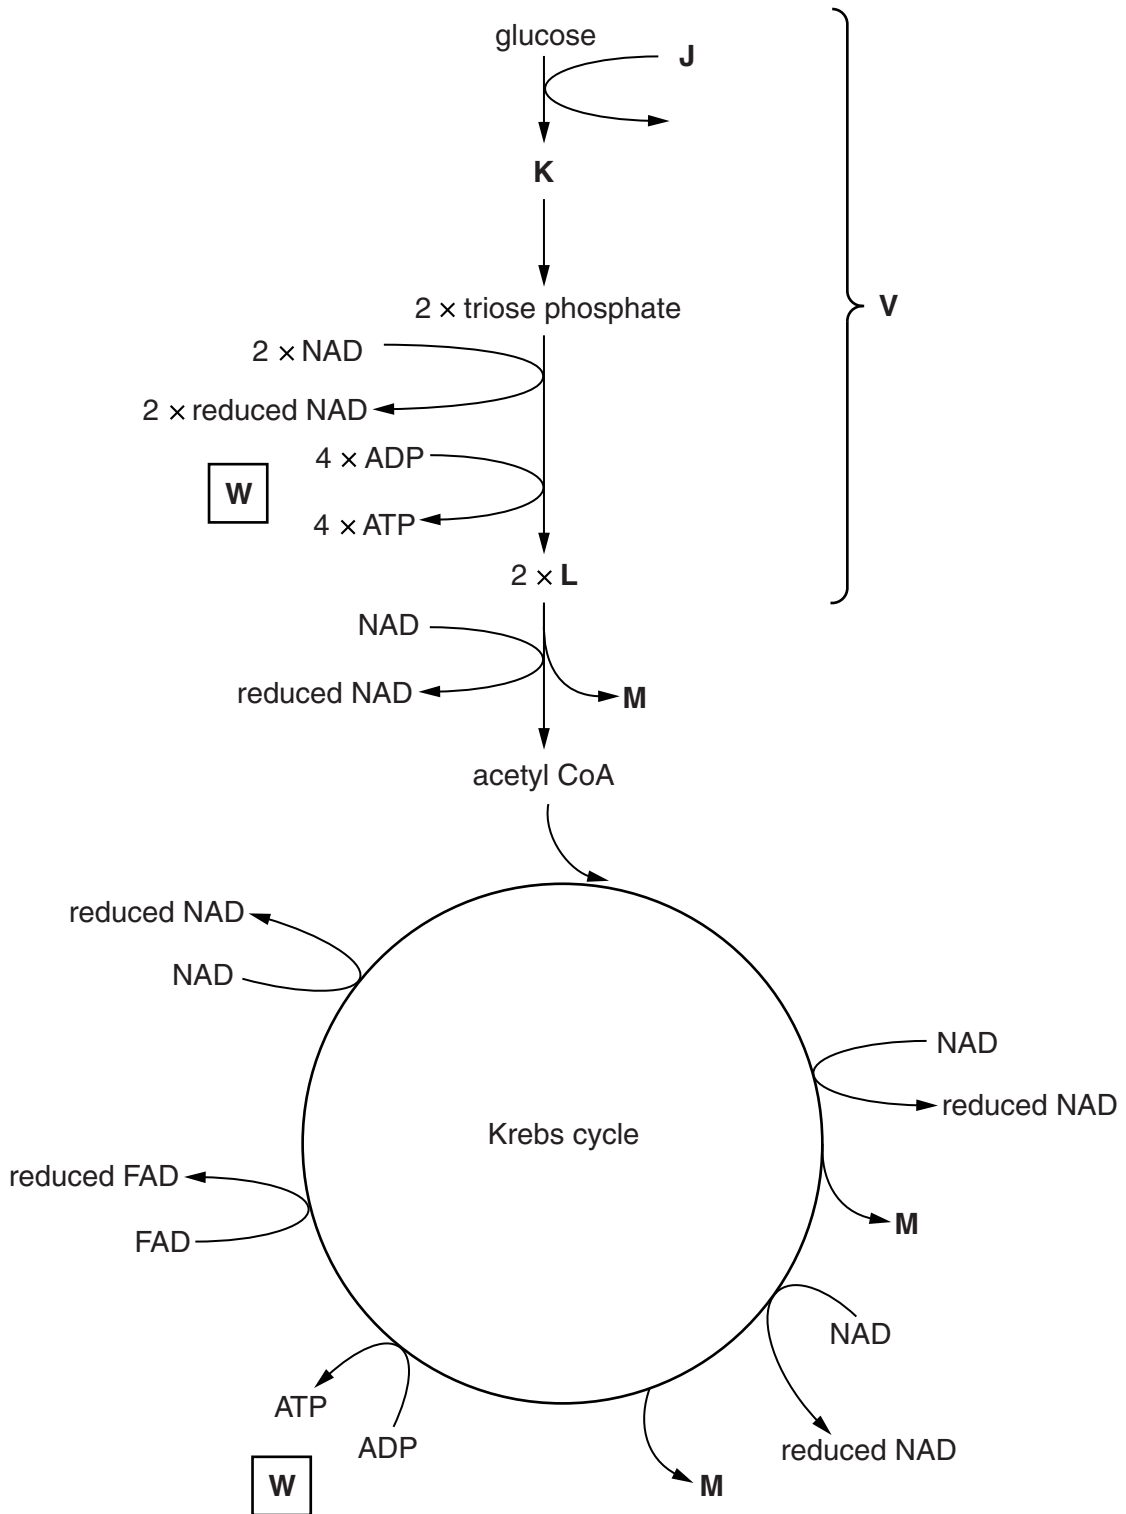 glucose
J
K
2 × triose phosphate
V
2 × NAD
2 × reduced NAD
4 × ADP
W
4 × ATP
2 × L
NAD
reduced NAD
M
acetyl CoA
reduced NAD
NAD
NAD
reduced NAD
Krebs cycle
reduced FAD
M
FAD
NAD
ATP
ADP
reduced NAD
W
M